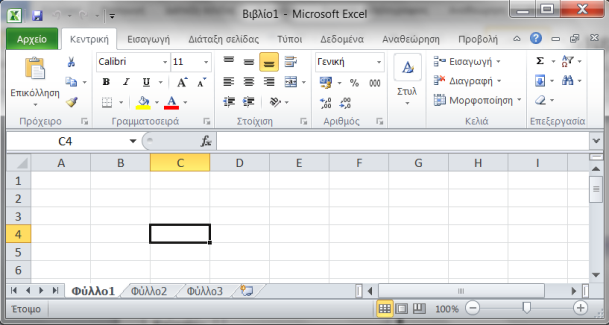 Βιβλίο1 - Microsoft Excel
Αρχείο Κεντρική Εισαγωγή Διάταξη σελίδας Τύποι Δεδομένα Αναθεώρηση Προβολή
Calibri 11 Γενική Εισαγωγή Σ
B I U A A % 000 Διαγραφή
Επικόλληση Στυλ Μορφοποίηση
Πρόχειρο Γραμματοσειρά Στοίχιση Αριθμός Κελιά Επεξεργασία
C4 fx
A B C D E F G H I
1
2
3
4
5
6
Φύλλο1 Φύλλο2 Φύλλο3
Έτοιμο 100%